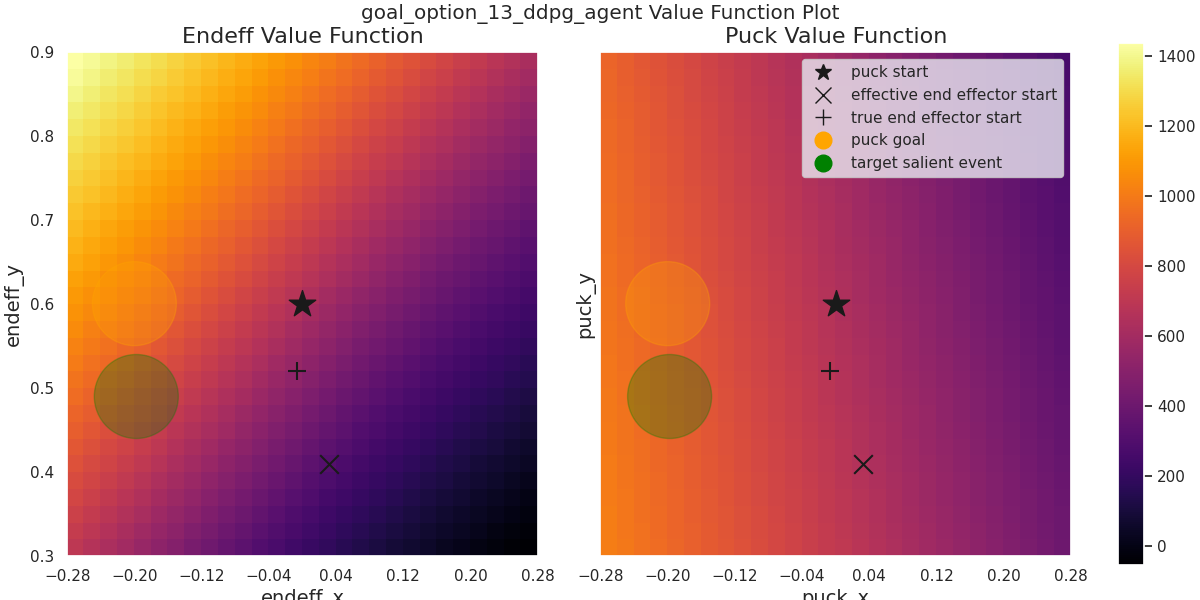 goal_option_13_ddpg_agent Value Function Plot
Endeff Value Function
0.9
0.8
0.7
0.6
0.5
0.4
0.3
endeff_y
−0.28 −0.20 −0.12 −0.04 0.04 0.12 0.20 0.28
endeff_x
Puck Value Function
puck start
effective end effector start
true end effector start
puck goal
target salient event
puck_y
−0.28 −0.20 −0.12 −0.04 0.04 0.12 0.20 0.28
puck_x
1400
1200
1000
800
600
400
200
0